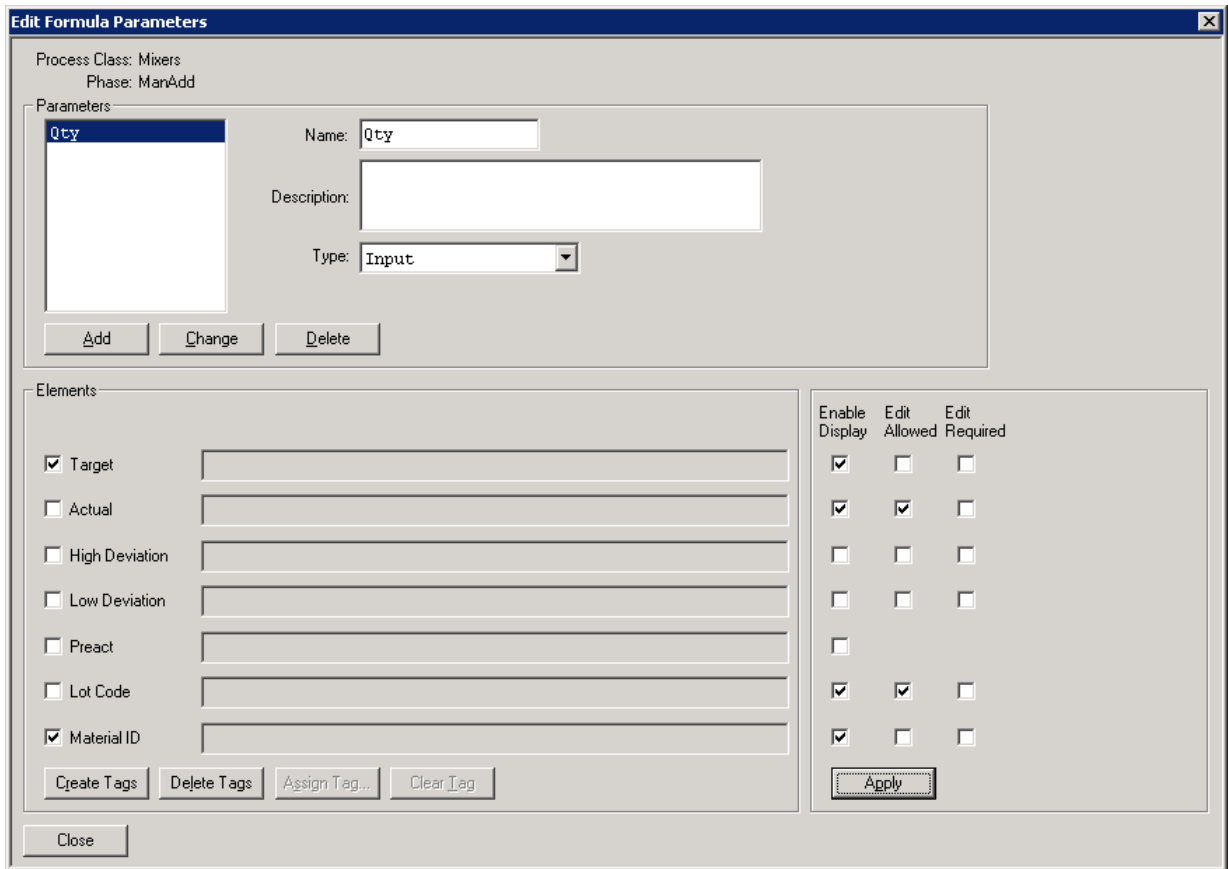 Edit Formula Parameters
Process Class: Mixers
Phase: ManAdd
Parameters
Qty
Name: Qty
Description:
Type: Input
Add Change Delete
Elements
Enable Display Edit Allowed Edit Required
Target
Actual
High Deviation
Low Deviation
Preact
Lot Code
Material ID
Create Tags Delete Tags Assign Tag... Clear Tag
Apply
Close